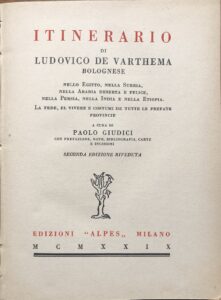 ITINERARIO
DI
LUDOVICO DE VARTHEMA
BOLOGNESE
NELLO EGITTO, NELLA SURRIA,
NELLA ARABIA DESERTA E FELICE,
NELLA PERSIA, NELLA INDIA E NELLA ETIOPIA.
LA FEDE, EL VIVERE E COSTUMI DE TUTTE LE PREFATE
PROVINCIE
A CURA DI
PAOLO GIUDICI
CON PREFAZIONE, NOTE, BIBLIOGRAFIA, CARTE
E INCISIONI
SECONDA EDIZIONE RIVEDUTA
EDIZIONI "ALPES„ MILANO
MCMXXIX